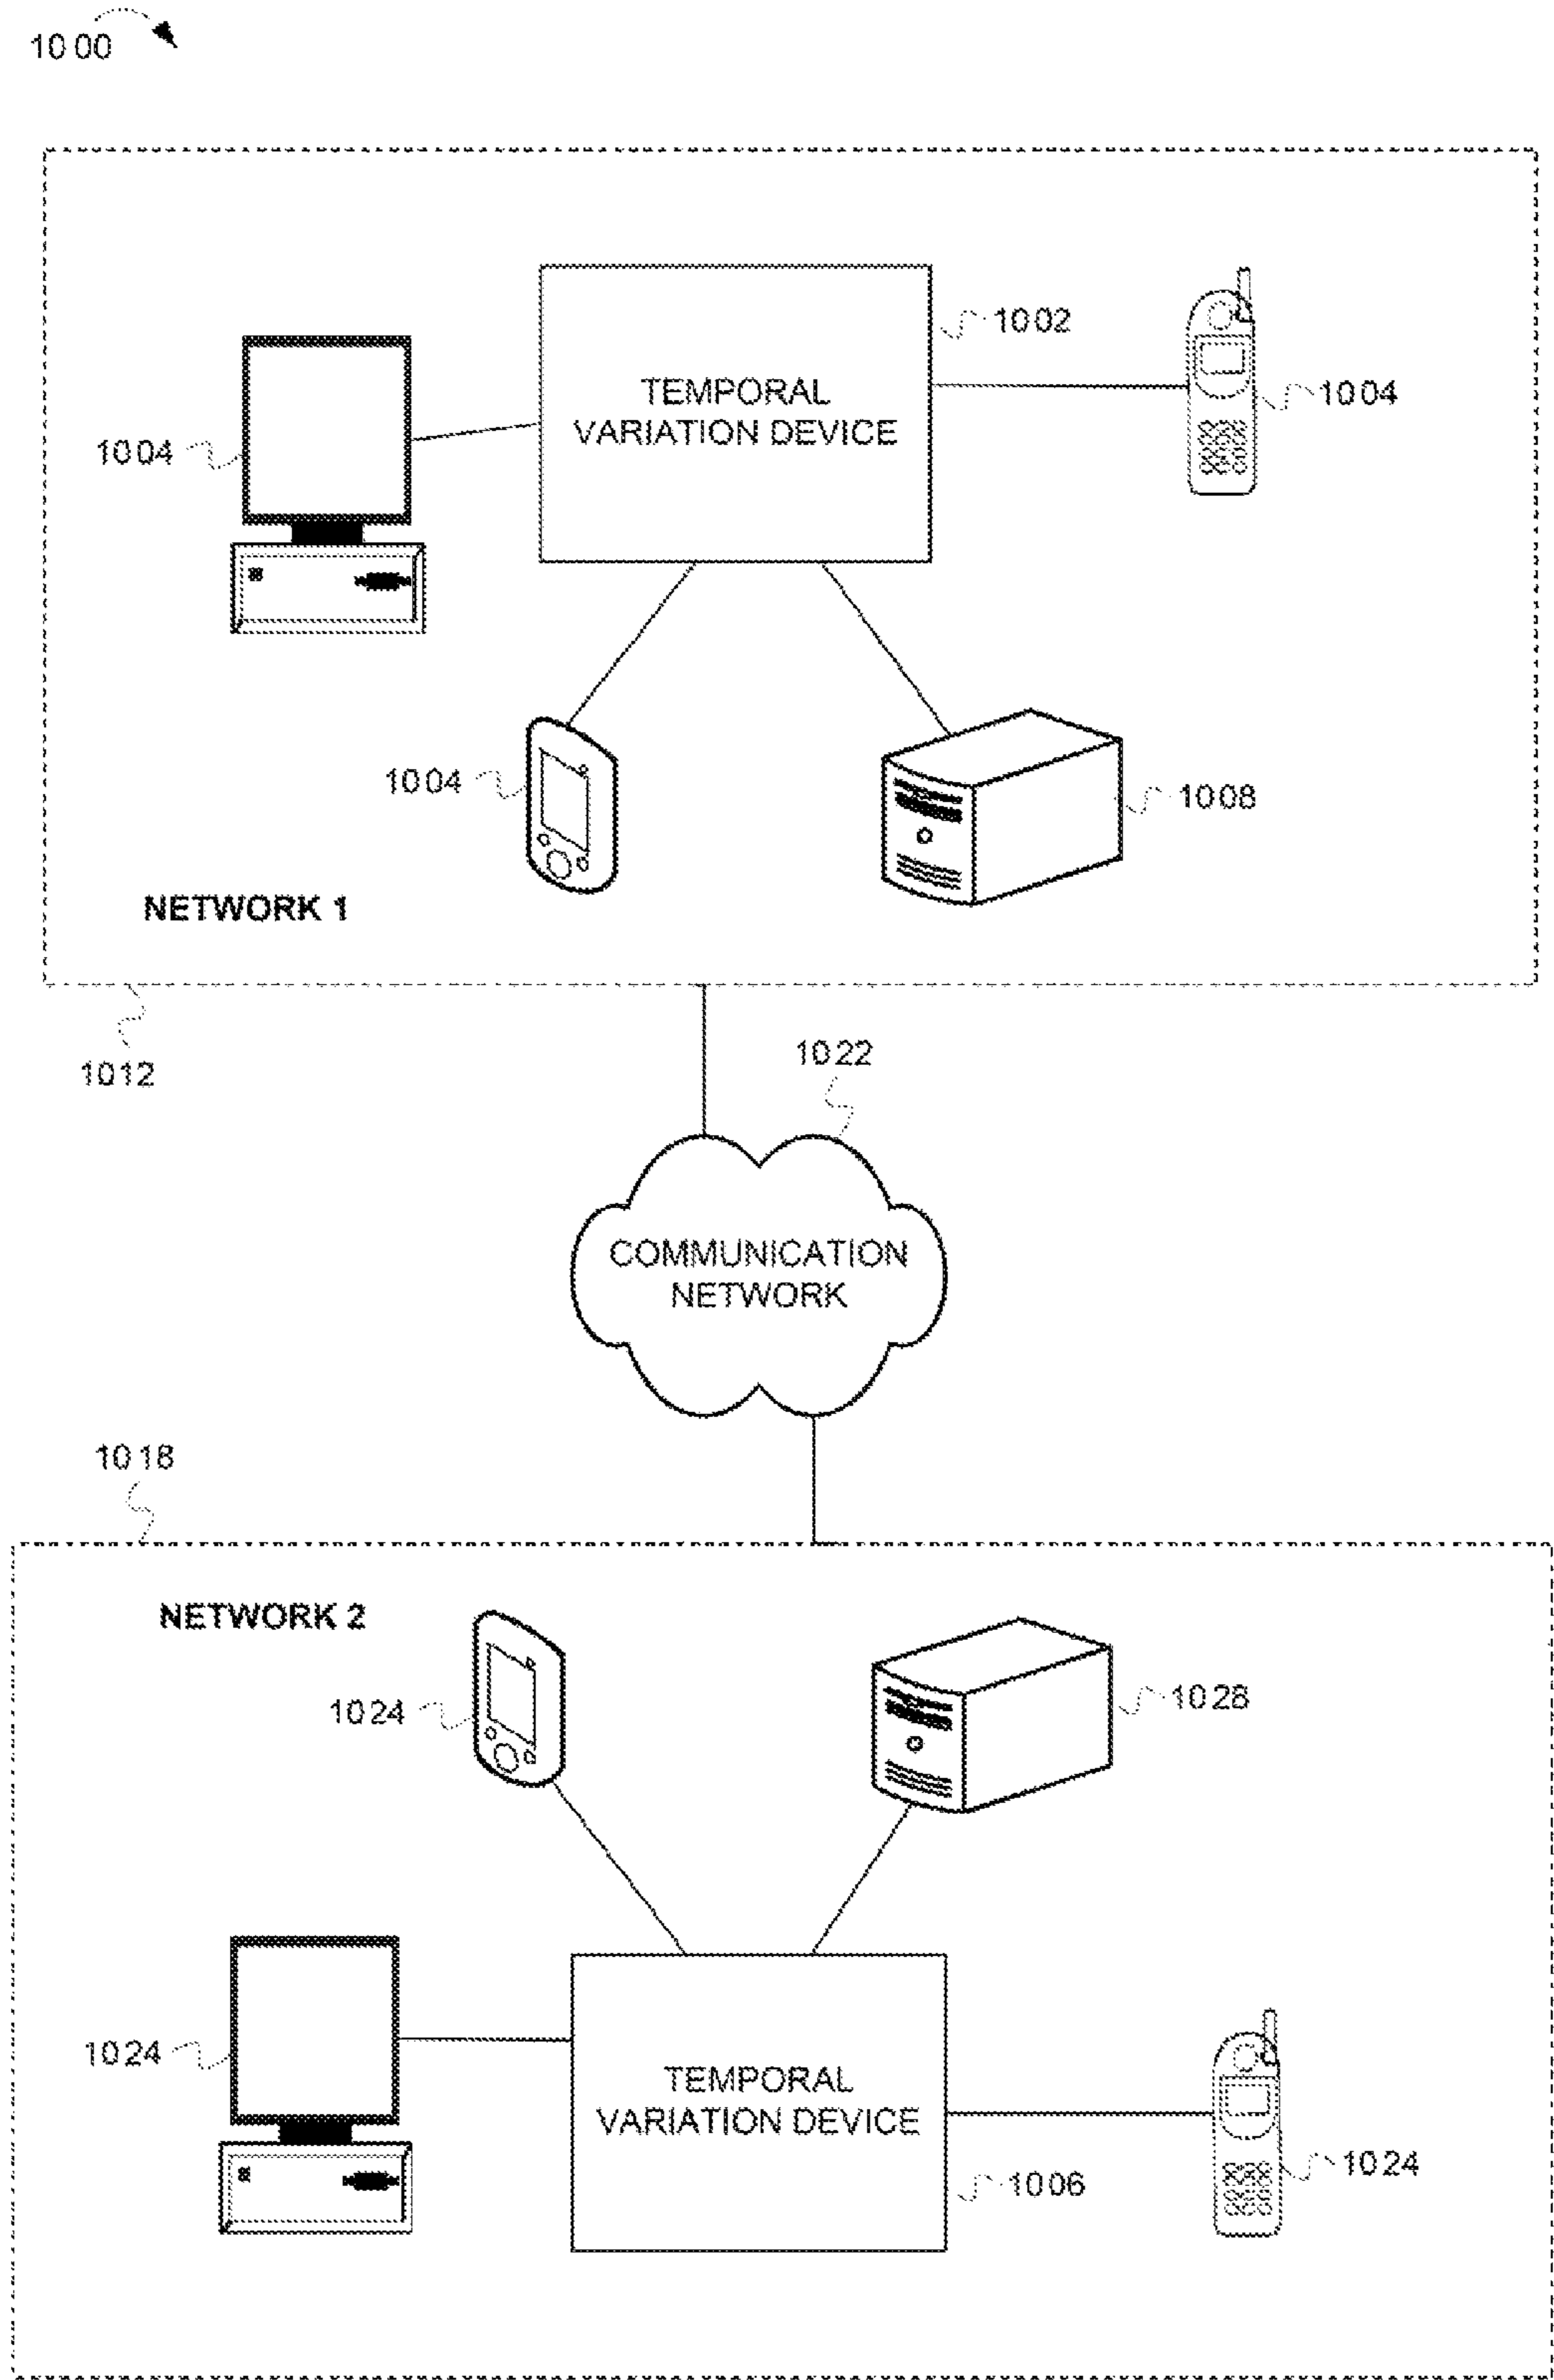 1000
1002
TEMPORAL
VARIATION DEVICE
1004
1004
1004
1008
NETWORK 1
1012
1022
COMMUNICATION
NETWORK
1018
NETWORK 2
1024
1028
1024
TEMPORAL
VARIATION DEVICE
1024
1006